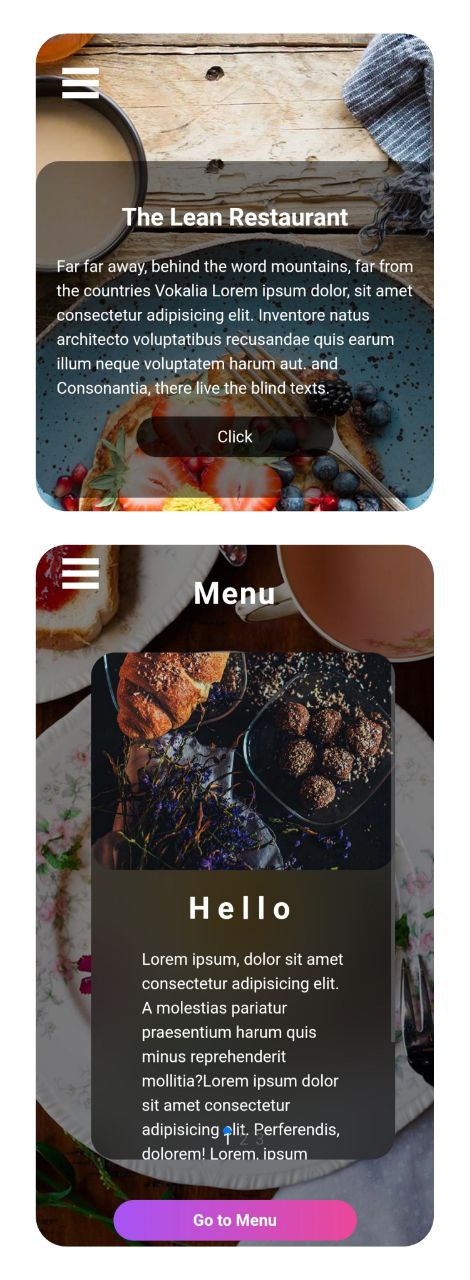 The Lean Restaurant
Far far away, behind the word mountains, far from
the countries Vokalia Lorem ipsum dolor, sit amet
consectetur adipisicing elit. Inventore natus
architecto voluptatibus recusandae quis earum
illum neque voluptatem harum aut. and
Consonantia, there live the blind texts.
Click
Menu
Hello
Lorem ipsum, dolor sit amet
consectetur adipisicing elit.
A molestias pariatur
praesentium harum quis
minus reprehenderit
mollitia?Lorem ipsum dolor
sit amet consectetur
adipisicing elit. Perferendis,
1 2 3
dolorem! Lorem, ipsum
Go to Menu